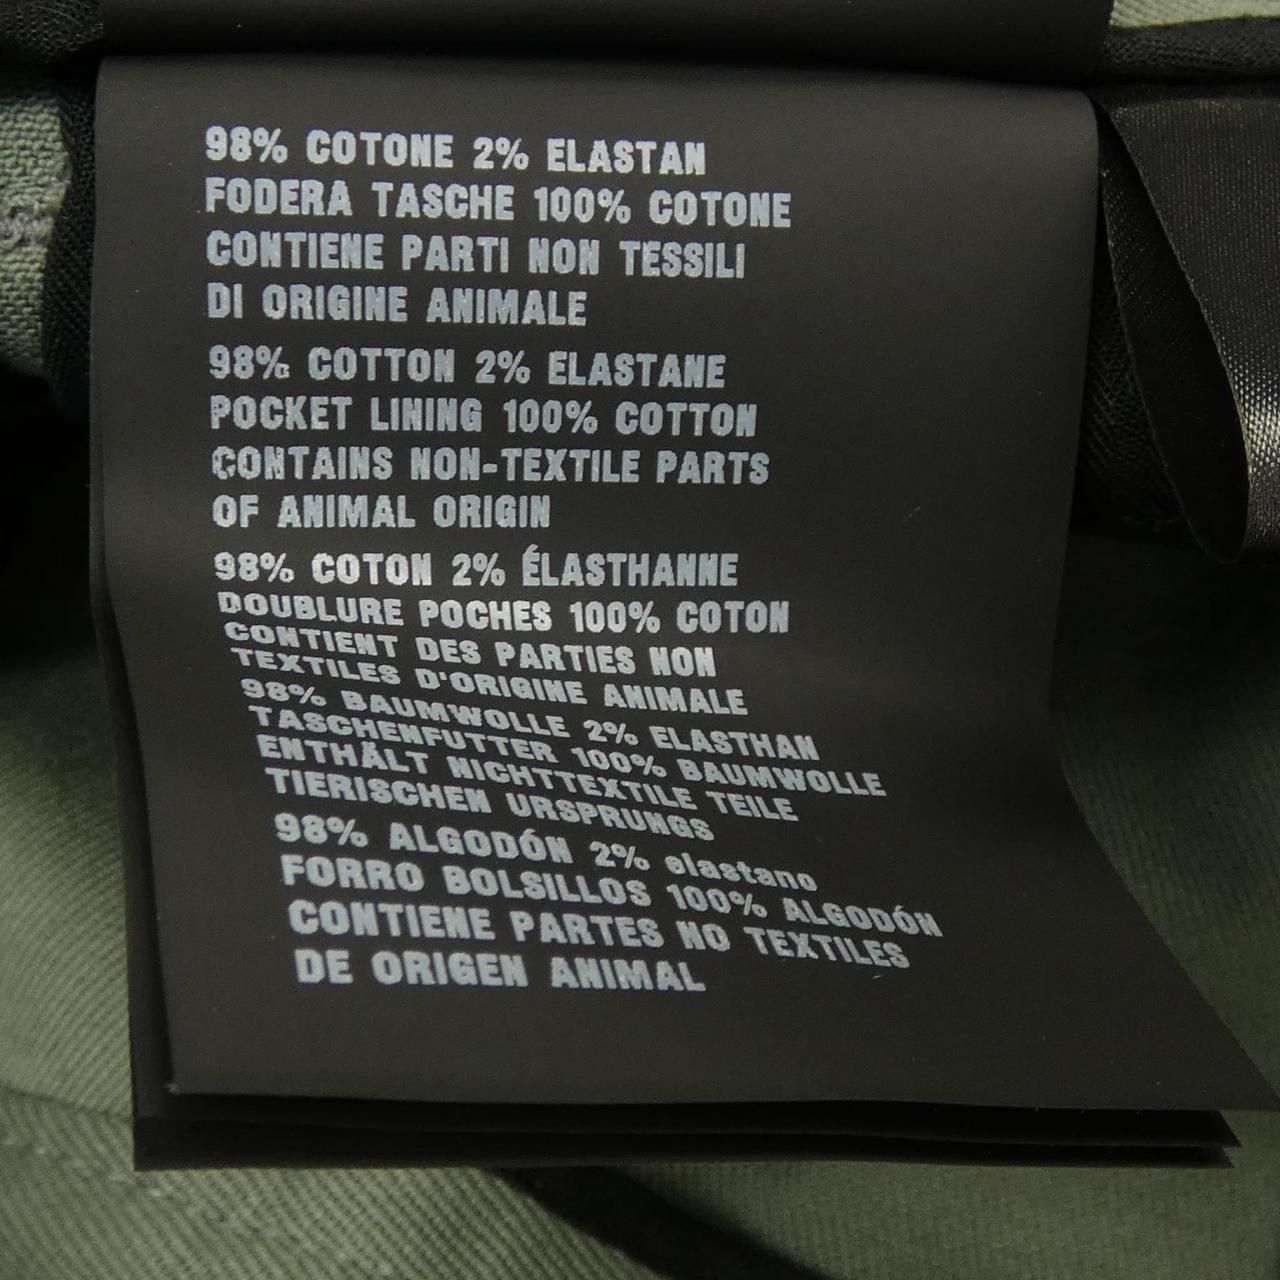 98% COTONE 2% ELASTAN
FODERA TASCHE 100% COTONE
CONTIENE PARTI NON TESSILI
DI ORIGINE ANIMALE
98% COTTON 2% ELASTANE
POCKET LINING 100% COTTON
CONTAINS NON-TEXTILE PARTS
OF ANIMAL ORIGIN
98% COTON 2% ÉLASTHANNE
DOUBLURE POCHES 100% COTON
CONTIENT DES PARTIES NON
TEXTILES D'ORIGINE ANIMALE
98% BAUMWOLLE 2% ELASTHAN
TASCHENFUTTER 100% BAUMWOLLE
ENTHÄLT NICHTTEXTILE TEILE
TIERISCHEN URSPRUNGS
98% ALGODÓN 2% elastano
FORRO BOLSILLOS 100% ALGODÓN
CONTIENE PARTES NO TEXTILES
DE ORIGEN ANIMAL